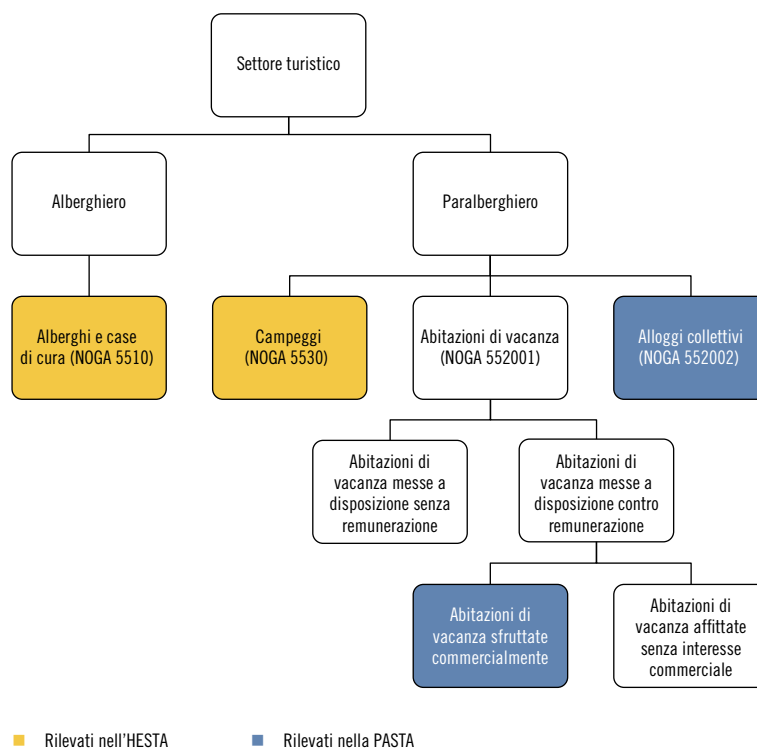 Settore turistico
Alberghiero
Paralberghiero
Alberghi e case
di cura (NOGA 5510)
Campeggi
(NOGA 5530)
Abitazioni di vacanza
(NOGA 552001)
Alloggi collettivi
(NOGA 552002)
Abitazioni di
vacanza messe a
disposizione senza
remunerazione
Abitazioni di
vacanza messe a
disposizione contro
remunerazione
Abitazioni di
vacanza sfruttate
commercialmente
Abitazioni di
vacanza affittate
senza interesse
commerciale
Rilevati nell'HESTA
Rilevati nella PASTA